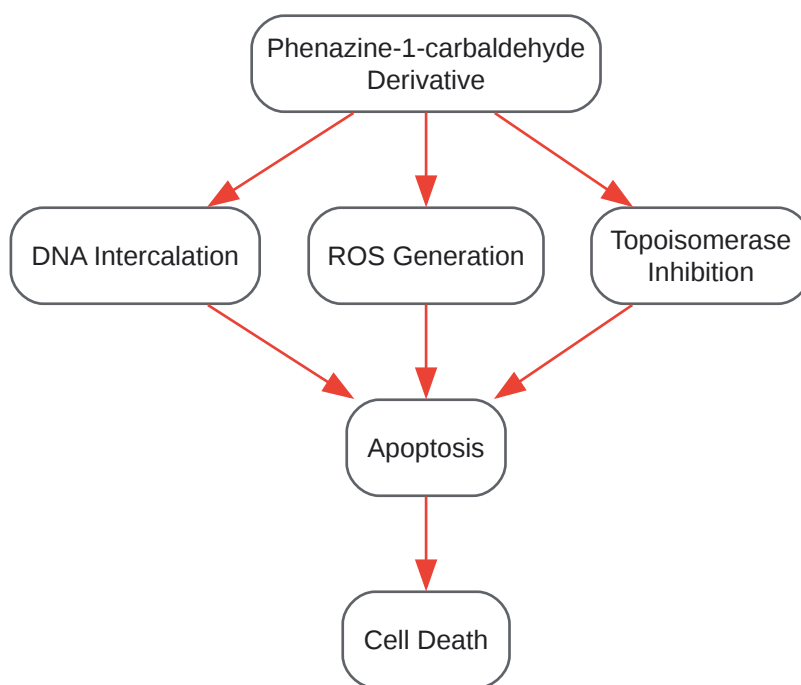 Phenazine-1-carbaldehyde
Derivative
DNA Intercalation
ROS Generation
Topoisomerase
Inhibition
Apoptosis
Cell Death